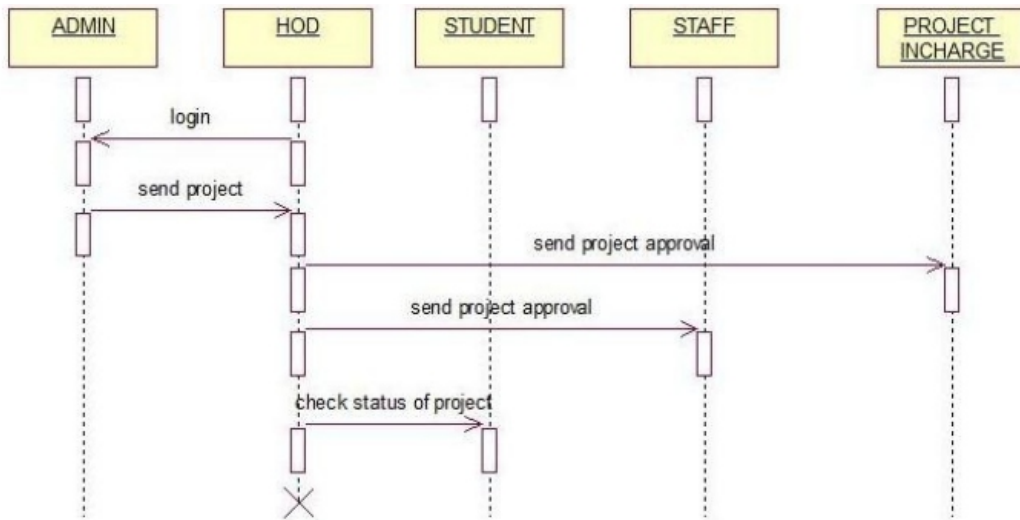 ADMIN
HOD
STUDENT
STAFF
PROJECT
INCHARGE
login
send project
send project approval
send project approval
check status of project